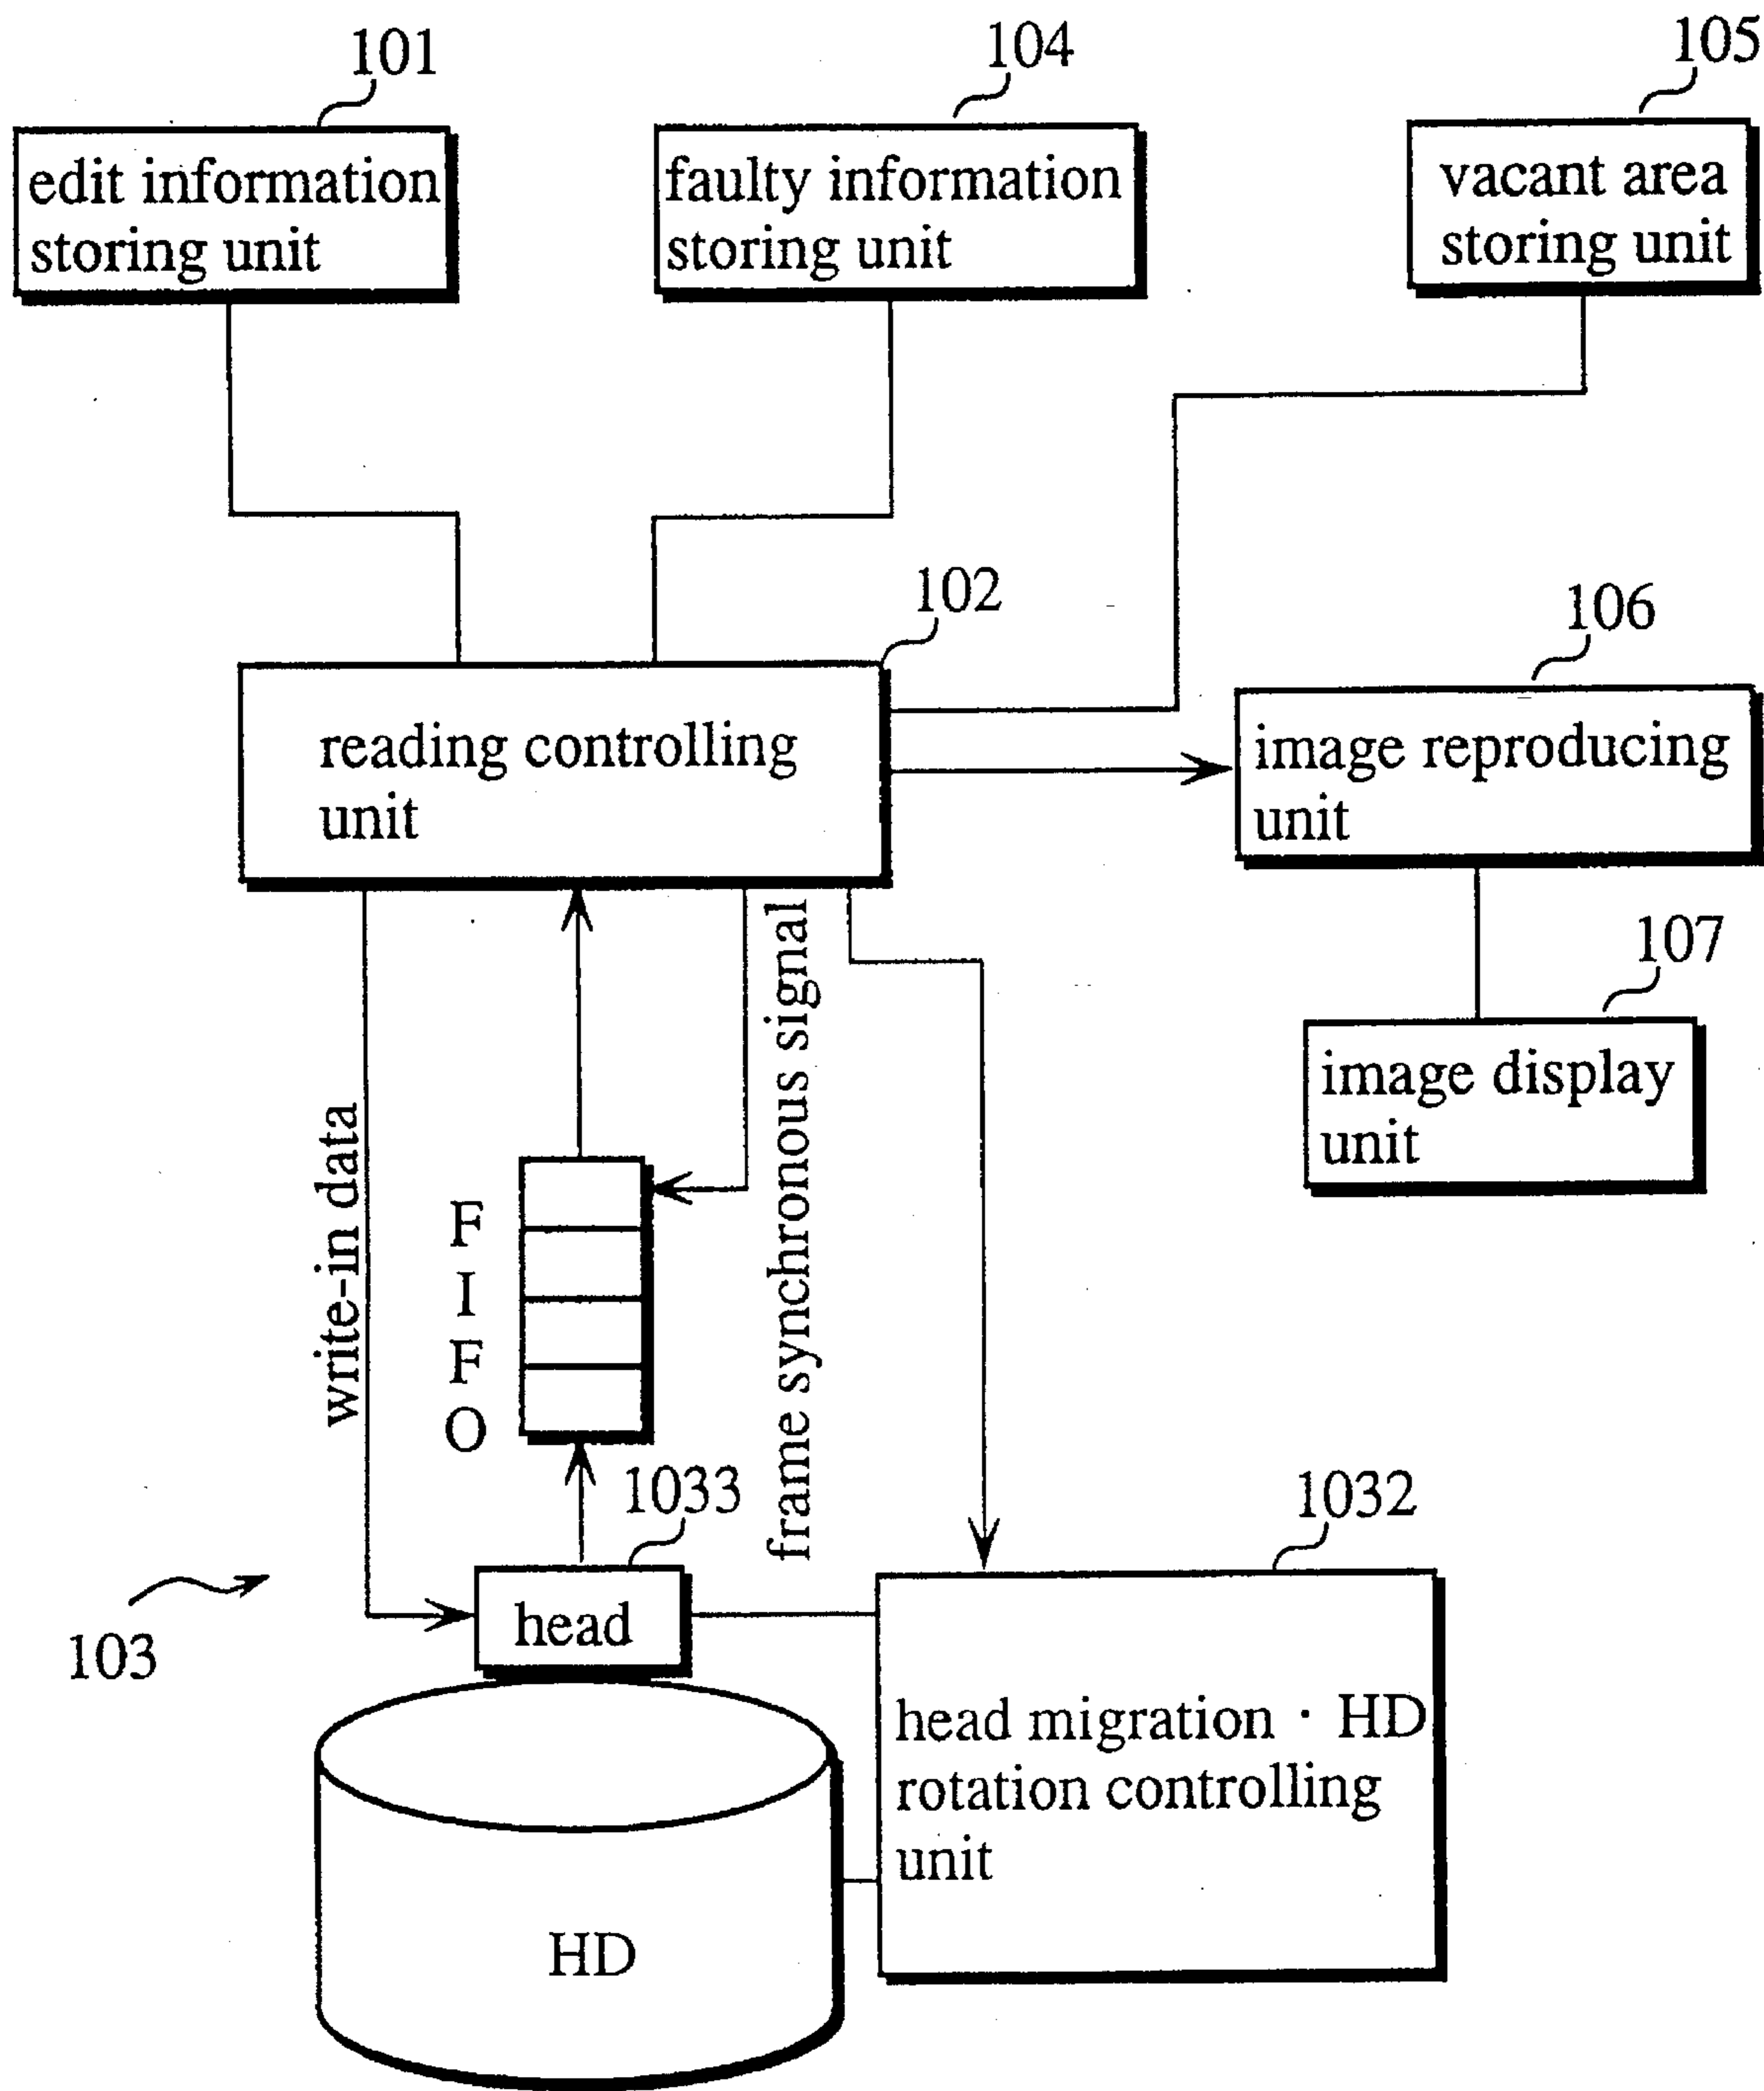 101
104
105
edit information
storing unit
faulty information
storing unit
vacant area
storing unit
102
106
reading controlling
unit
image reproducing
unit
107
image display
unit
write-in data
F
I
F
O
frame synchronous signal
1033
1032
103
head
head migration · HD
rotation controlling
unit
HD